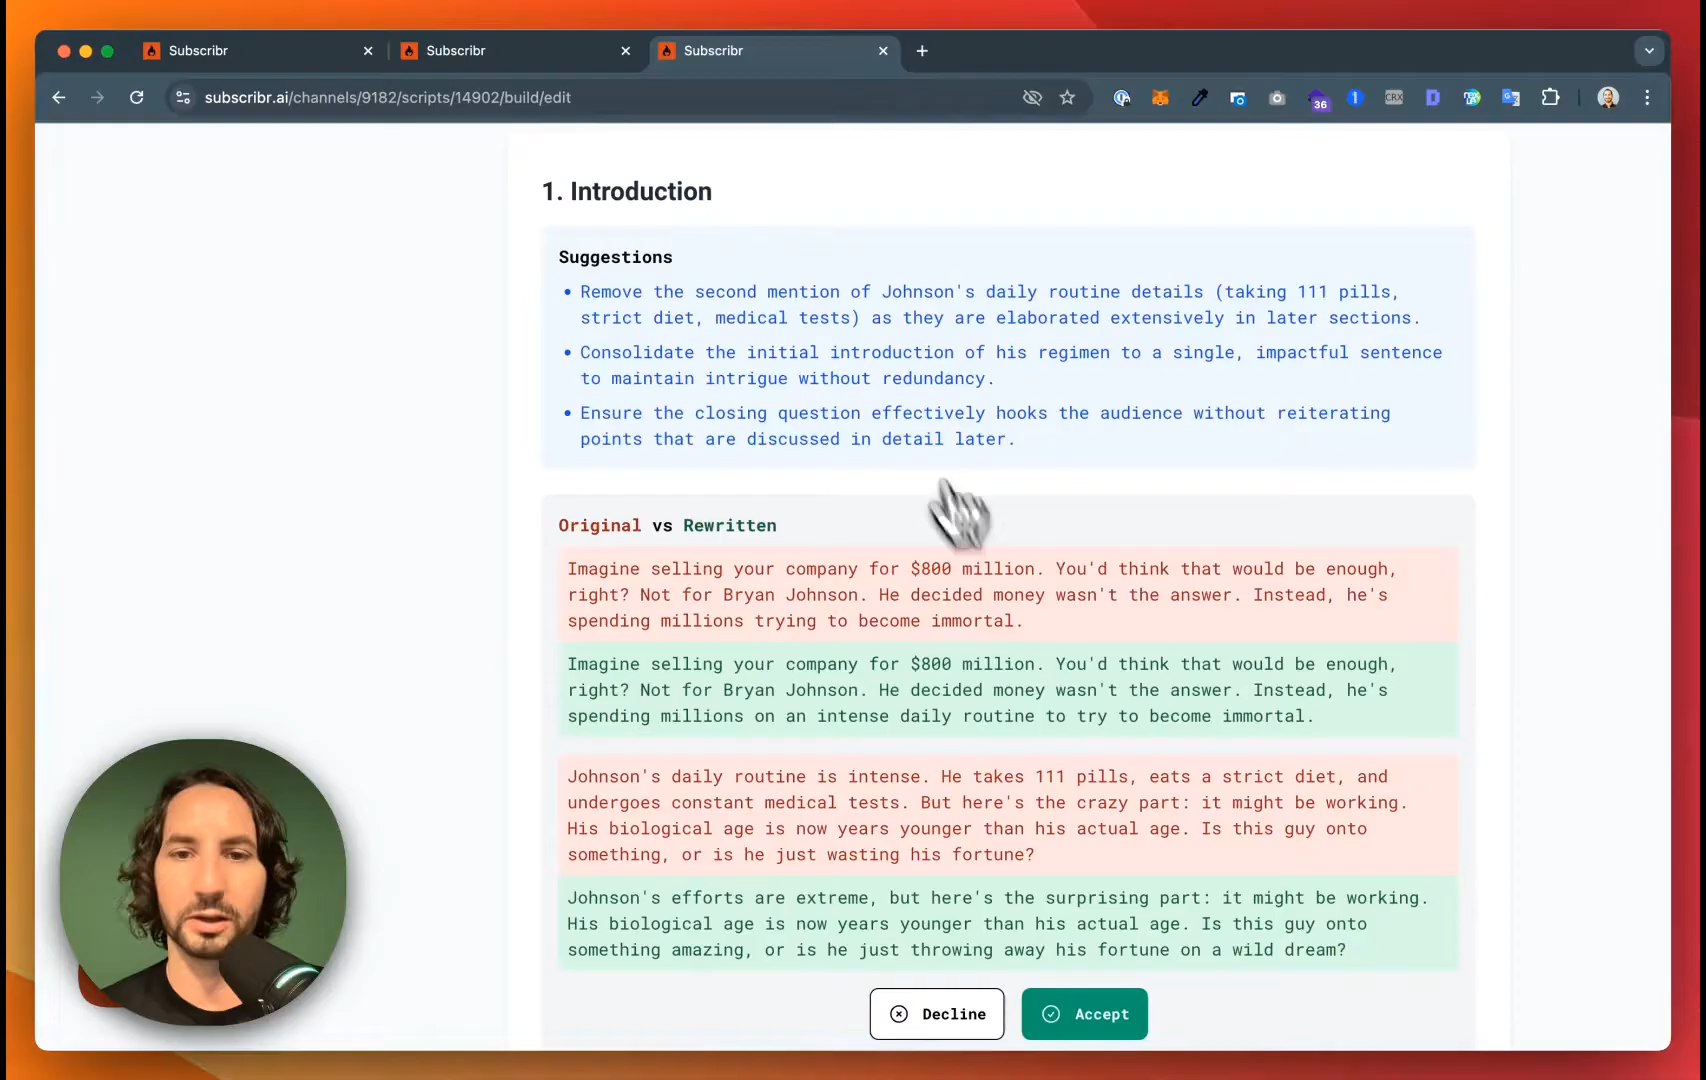 Subscribr
Subscribr
Subscribr
subscribr.ai/channels/9182/scripts/14902/build/edit
36
1
CRX
D
1. Introduction
Suggestions
• Remove the second mention of Johnson's daily routine details (taking 111 pills,
strict diet, medical tests) as they are elaborated extensively in later sections.
• Consolidate the initial introduction of his regimen to a single, impactful sentence
to maintain intrigue without redundancy.
• Ensure the closing question effectively hooks the audience without reiterating
points that are discussed in detail later.
Original vs Rewritten
Imagine selling your company for $800 million. You'd think that would be enough,
right? Not for Bryan Johnson. He decided money wasn't the answer. Instead, he's
spending millions trying to become immortal.
Imagine selling your company for $800 million. You'd think that would be enough,
right? Not for Bryan Johnson. He decided money wasn't the answer. Instead, he's
spending millions on an intense daily routine to try to become immortal.
Johnson's daily routine is intense. He takes 111 pills, eats a strict diet, and
undergoes constant medical tests. But here's the crazy part: it might be working.
His biological age is now years younger than his actual age. Is this guy onto
something, or is he just wasting his fortune?
Johnson's efforts are extreme, but here's the surprising part: it might be working.
His biological age is now years younger than his actual age. Is this guy onto
something amazing, or is he just throwing away his fortune on a wild dream?
Decline
Accept